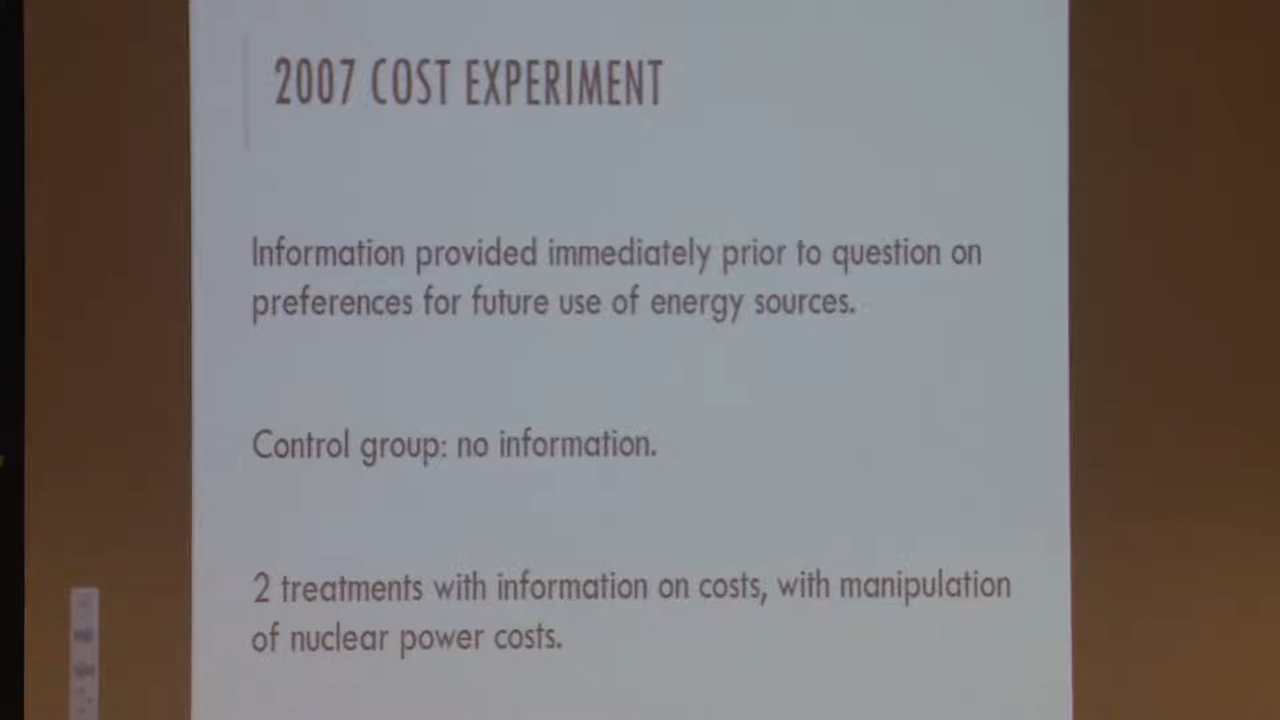 2007 COST EXPERIMENT
Information provided immediately prior to question on
preferences for future use of energy sources.
Control group: no information.
2 treatments with information on costs, with manipulation
of nuclear power costs.